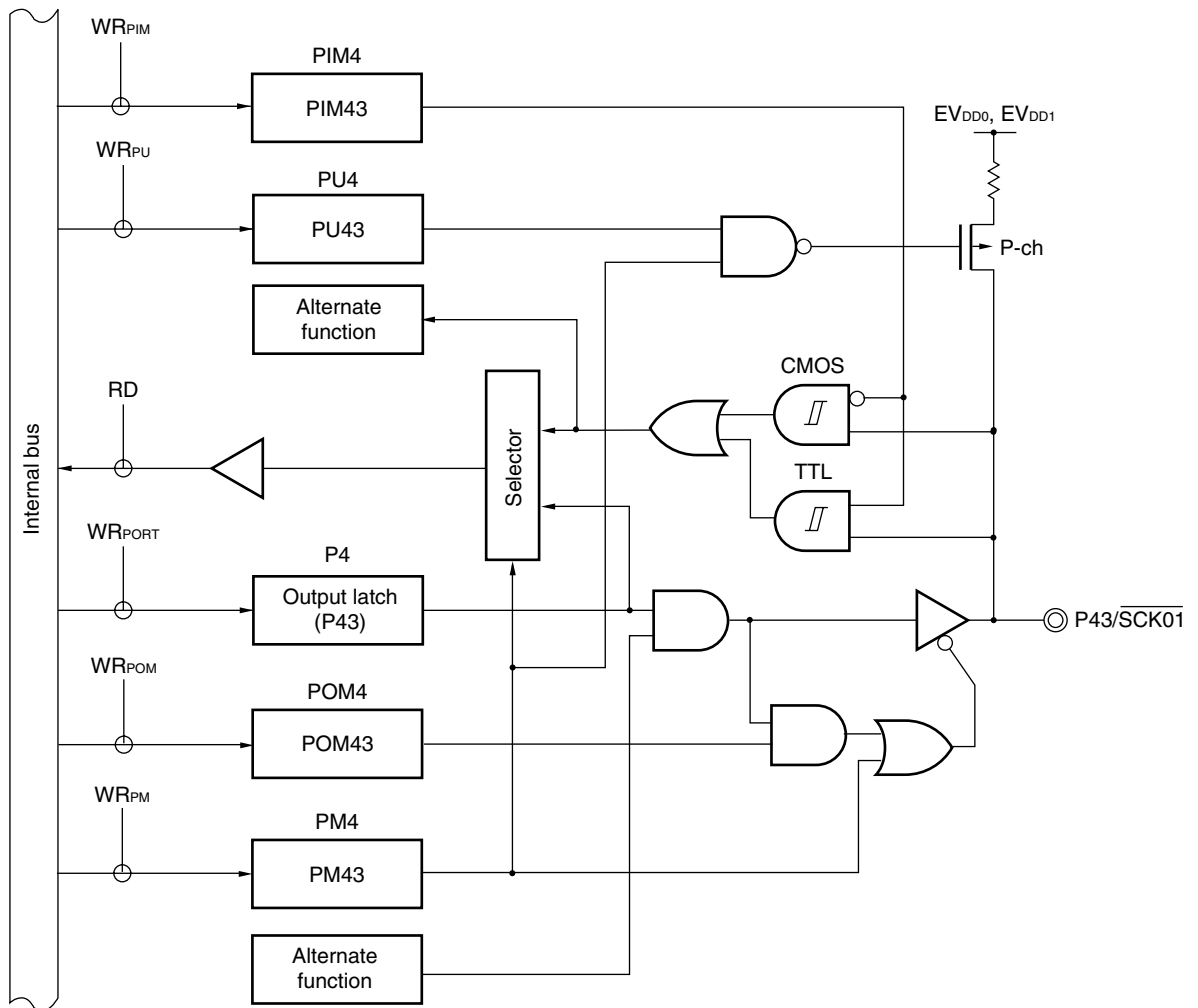 WRPIM
PIM4
PIM43
EVDD0, EVDD1
WRPU
PU4
PU43
P-ch
Alternate
function
CMOS
RD
Selector
TTL
Internal bus
WRPORT
P4
Output latch
(P43)
P43/SCK01
WRPOM
POM4
POM43
WRPM
PM4
PM43
Alternate
function